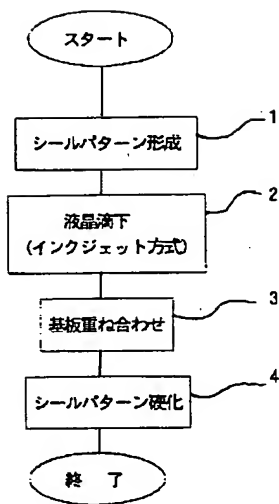 スタート
1
シールパターン形成
2
液晶滴下
(インクジェット方式)
3
基板重ね合わせ
4
シールパターン硬化
終 了